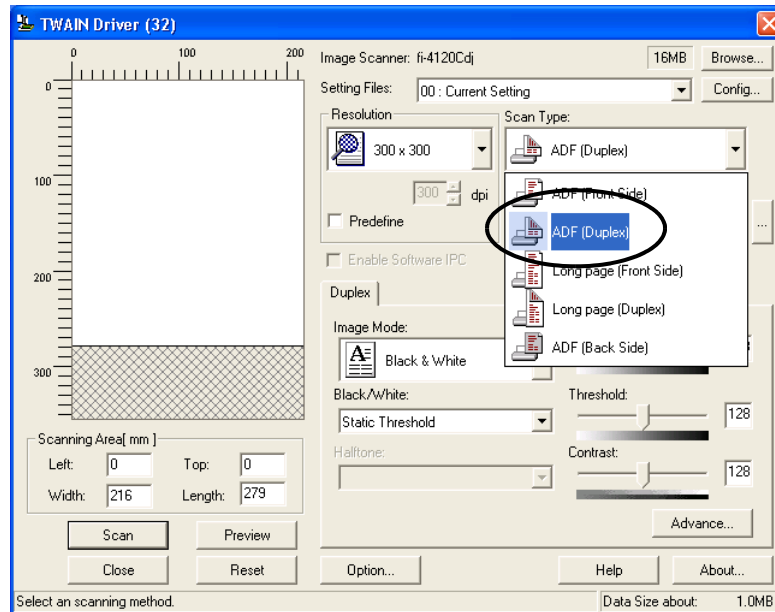 TWAIN Driver (32)
0 100 200
Image Scanner: fi-4120Cdj 16MB Browse...
0
Setting Files: 00 : Current Setting Config...
Resolution Scan Type:
300 x 300 ADF (Duplex)
100
300 dpi ADF (Front Side)
Predefine ADF (Duplex) ...
Enable Software IPC Long page (Front Side)
200
Duplex Long page (Duplex)
Image Mode:
Black & White ADF (Back Side)
300
Black/White: Threshold:
Static Threshold 128
Scanning Area[ mm ]
Halftone: Contrast:
Left: 0 Top: 0
128
Width: 216 Length: 279
Scan Preview Advance...
Close Reset Option... Help About...
Select an scanning method. Data Size about: 1.0MB